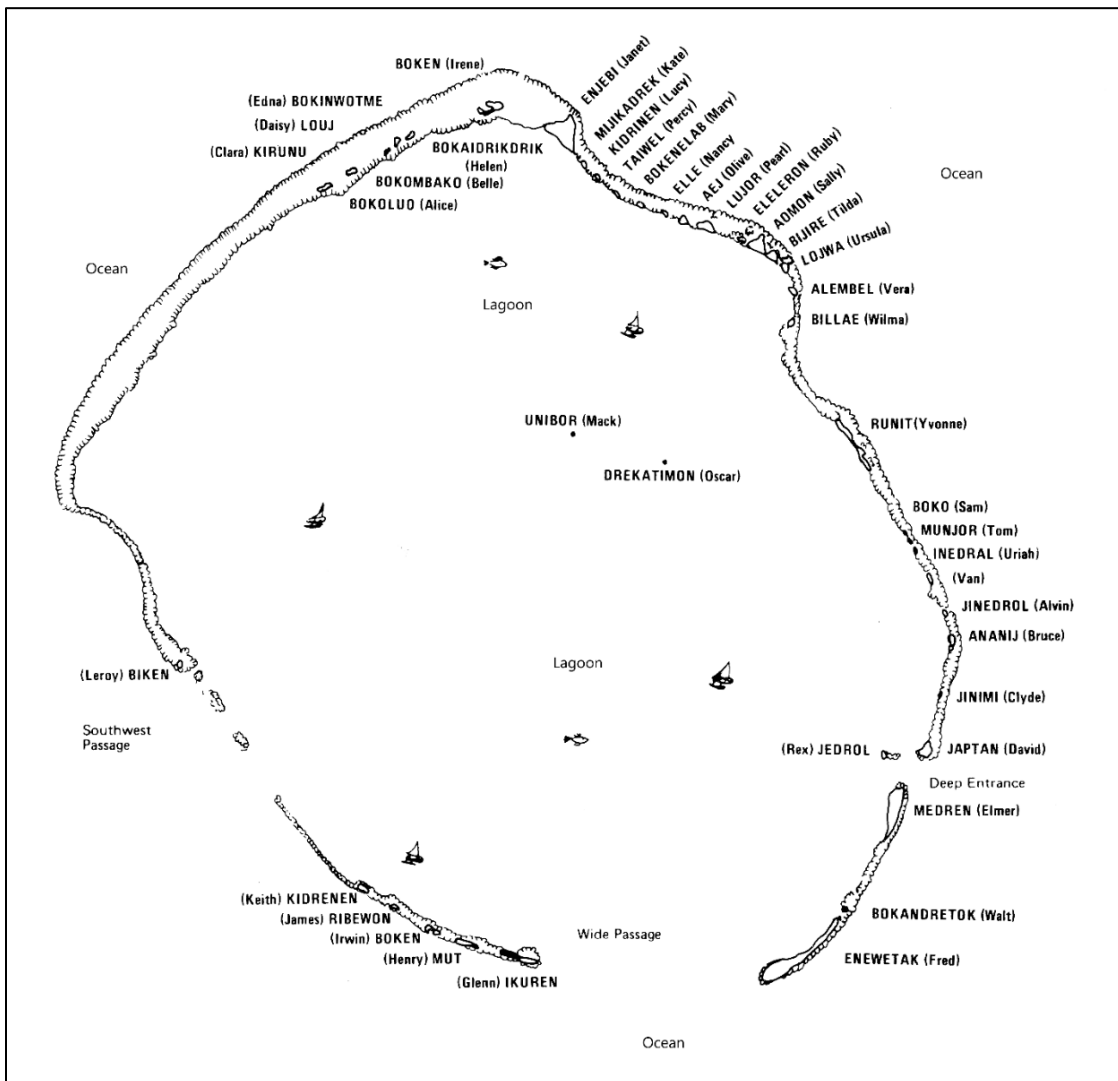 BOKEN (Irene)
ENJEBI (Janet)
MIJIKADREK (Kate)
KIDRINEN (Lucy)
TAIWEL (Percy)
BOKENELAB (Mary)
ELLE (Nancy
AEJ (Olive)
LUJOR (Pearl)
ELELERON (Ruby)
AOMON (Sally)
BIJIRE (Tilda)
LOJWA (Ursula)
(Edna) BOKINWOTME
(Daisy) LOUJ
(Clara) KIRUNU
BOKAIDRIKDRIK
(Helen)
BOKOMBAKO (Belle)
BOKOLUO (Alice)
Ocean
Ocean
Lagoon
ALEMBEL (Vera)
BILLAE (Wilma)
UNIBOR (Mack)
RUNIT(Yvonne)
DREKATIMON (Oscar)
BOKO (Sam)
MUNJOR (Tom)
INEDRAL (Uriah)
(Van)
JINEDROL (Alvin)
ANANIJ (Bruce)
Lagoon
(Leroy) BIKEN
JINIMI (Clyde)
Southwest
Passage
(Rex) JEDROL
JAPTAN (David)
Deep Entrance
MEDREN (Elmer)
(Keith) KIDRENEN
(James) RIBEWON
(Irwin) BOKEN
(Henry) MUT
(Glenn) IKUREN
Wide Passage
BOKANDRETOK (Walt)
ENEWETAK (Fred)
Ocean